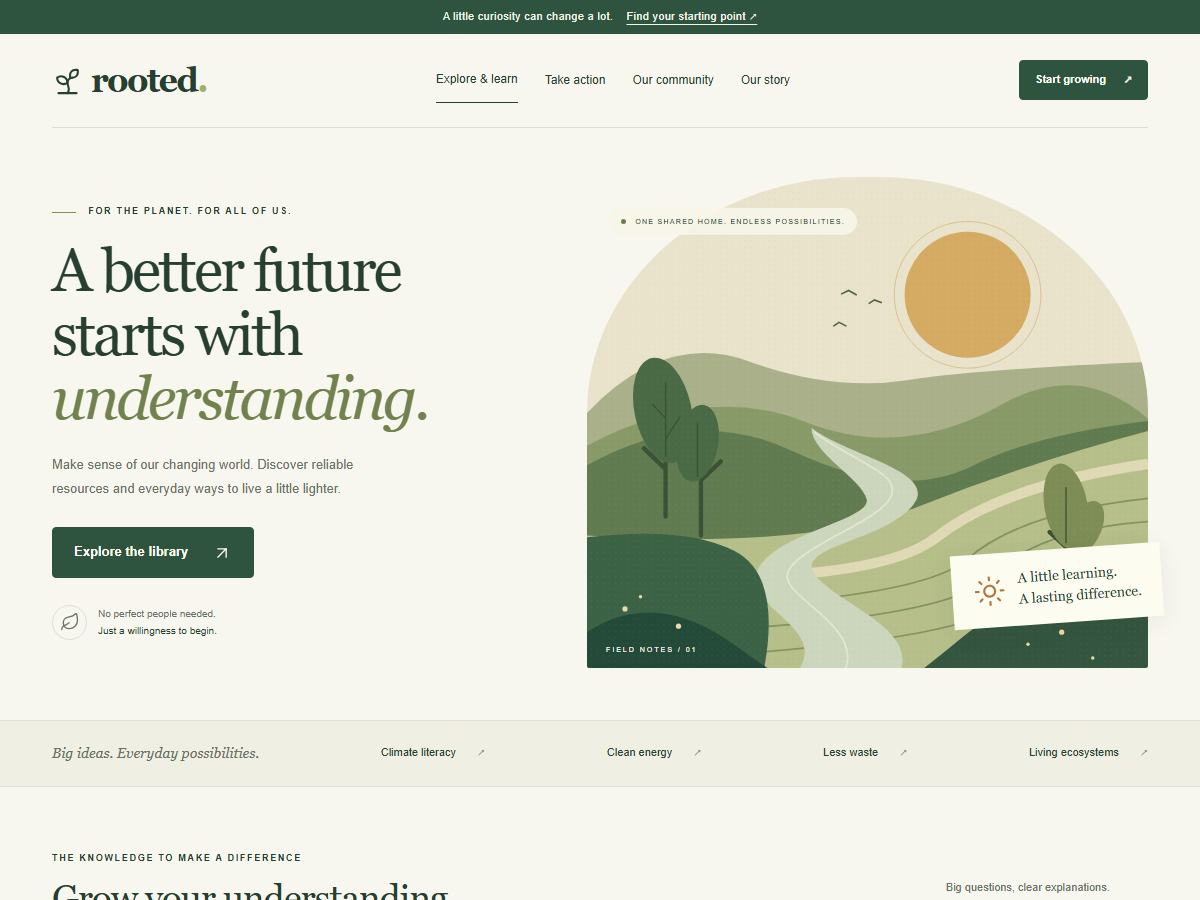 A little curiosity can change a lot. Find your starting point ↗
rooted.
Explore & learn
Take action
Our community
Our story
Start growing ↗
FOR THE PLANET. FOR ALL OF US.
A better future
starts with
understanding.
Make sense of our changing world. Discover reliable
resources and everyday ways to live a little lighter.
Explore the library
No perfect people needed.
Just a willingness to begin.
ONE SHARED HOME. ENDLESS POSSIBILITIES.
A little learning.
A lasting difference.
FIELD NOTES / 01
Big ideas. Everyday possibilities.
Climate literacy ↗
Clean energy ↗
Less waste ↗
Living ecosystems ↗
THE KNOWLEDGE TO MAKE A DIFFERENCE
Grow your understanding
Big questions, clear explanations.